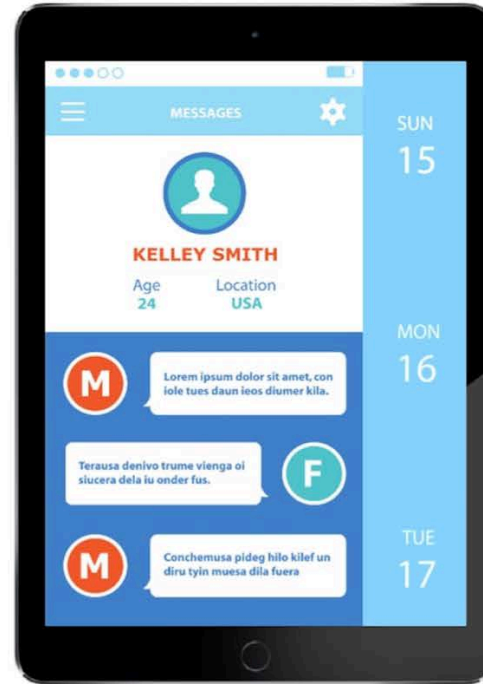 MESSAGES
KELLEY SMITH
Age
24
Location
USA
M
Lorem ipsum dolor sit amet, con
iole tues daun ieos diumer kila.
Terausa denivo trume vienga oi
siucera dela iu onder fus.
F
M
Conchemusa pideg hilo kilef un
diru tyin muesa dila fuera
SUN
15
MON
16
TUE
17